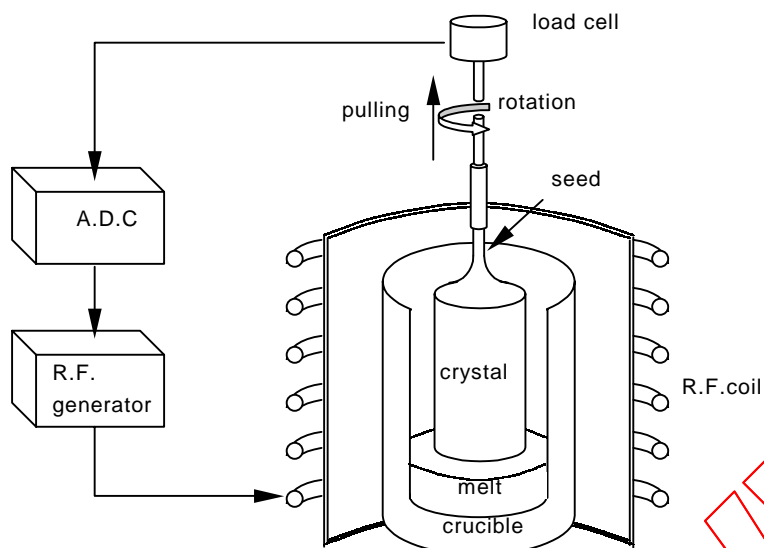 load cell
pulling
rotation
A.D.C
seed
R.F.
generator
crystal
R.F.coil
melt
crucible